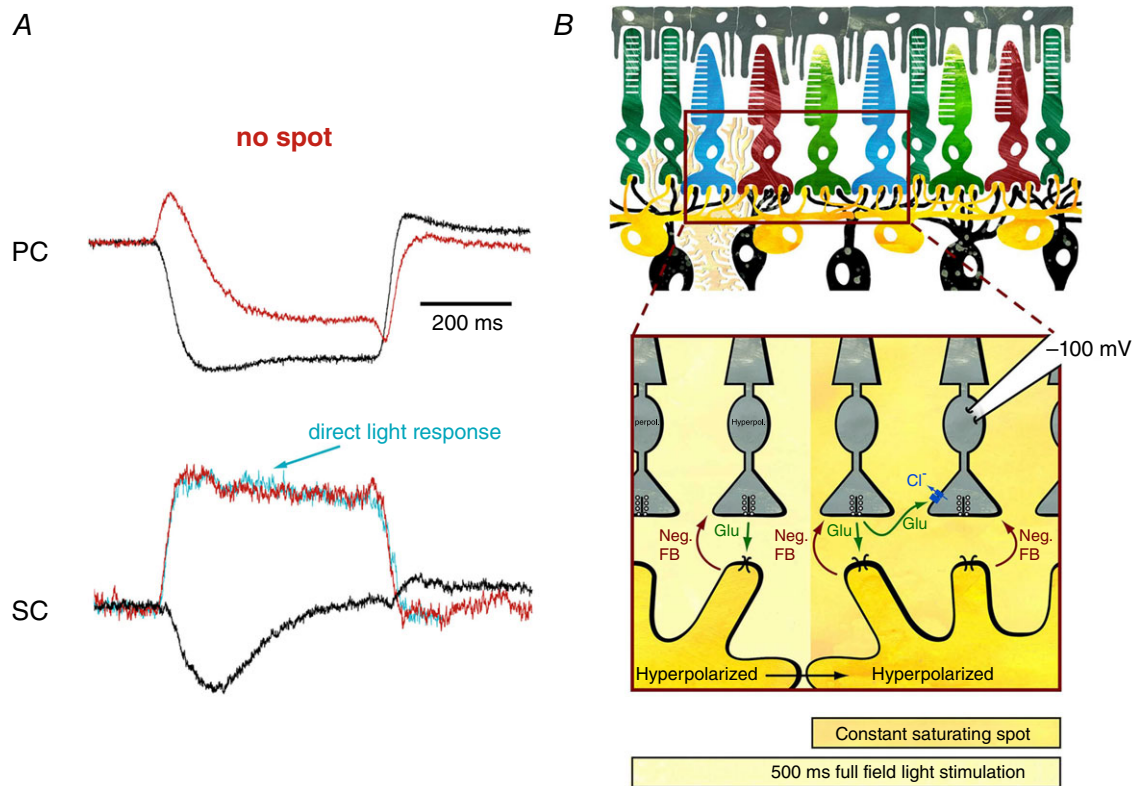 A
no spot
PC
200 ms
direct light response
SC
B
–100 mV
Hyperpol.
Cl-
Glu
Glu
Glu
Neg.
FB
Neg.
FB
Neg.
FB
Hyperpolarized
Hyperpolarized
Constant saturating spot
500 ms full field light stimulation